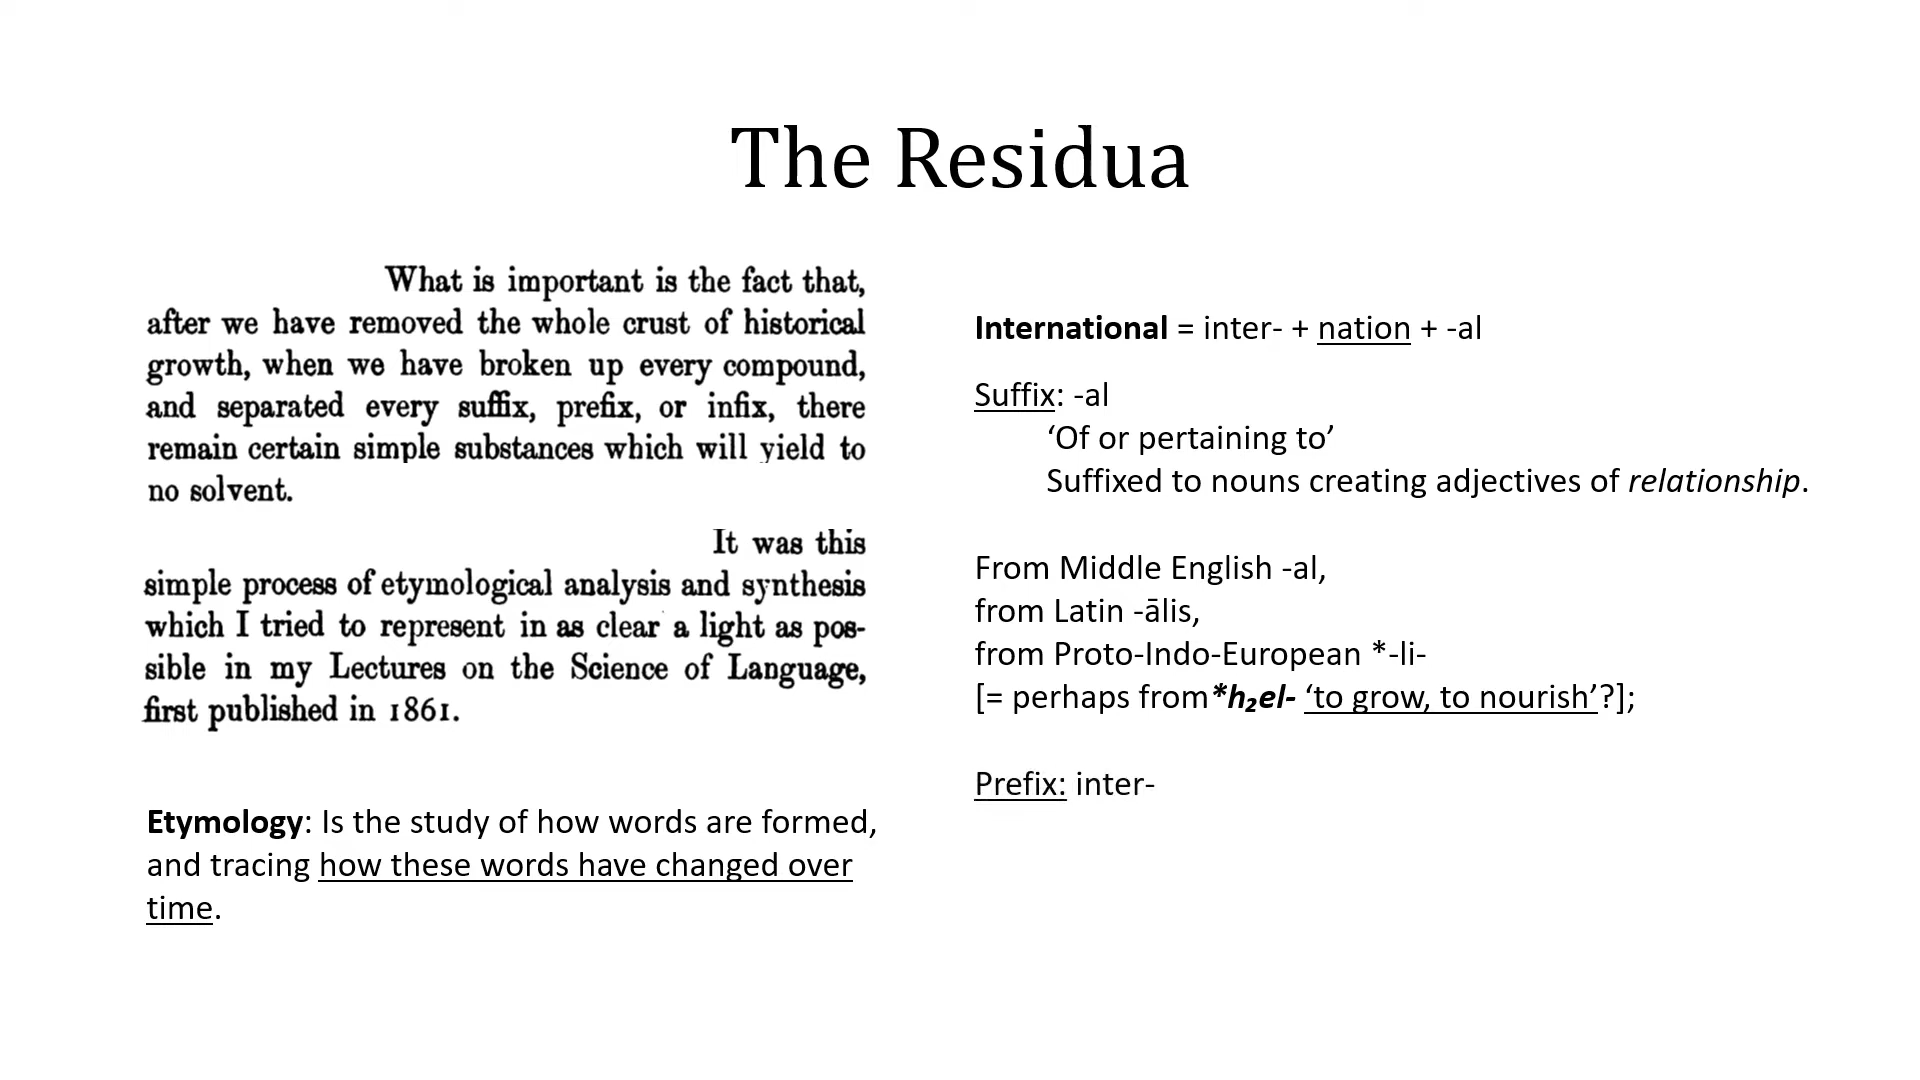 The Residua
What is important is the fact that,
after we have removed the whole crust of historical
growth, when we have broken up every compound,
and separated every suffix, prefix, or infix, there
remain certain simple substances which will yield to
no solvent.
It was this
simple process of etymological analysis and synthesis
which I tried to represent in as clear a light as pos-
sible in my Lectures on the Science of Language,
first published in 1861.
Etymology: Is the study of how words are formed,
and tracing how these words have changed over
time.
International = inter- + nation + -al
Suffix: -al
‘Of or pertaining to’
Suffixed to nouns creating adjectives of relationship.
From Middle English -al,
from Latin -ālis,
from Proto-Indo-European *-li-
[= perhaps from*h₂el- ‘to grow, to nourish’?];
Prefix: inter-